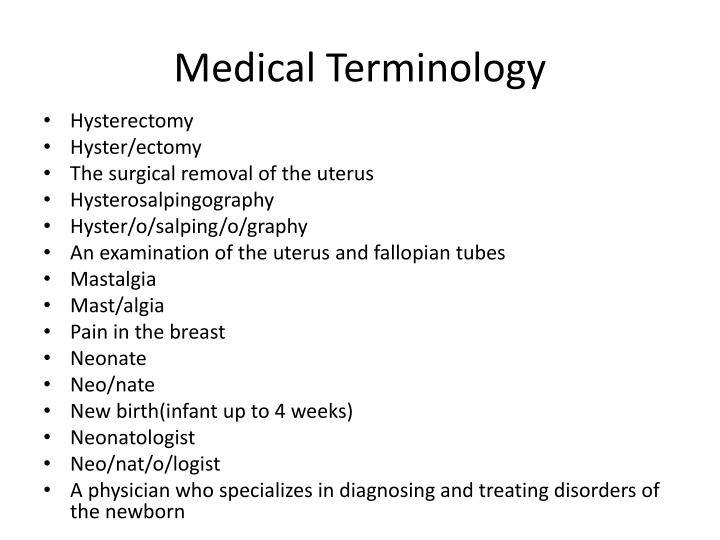 Medical Terminology
• Hysterectomy
• Hyster/ectomy
• The surgical removal of the uterus
• Hysterosalpingography
• Hyster/o/salping/o/graphy
• An examination of the uterus and fallopian tubes
• Mastalgia
• Mast/algia
• Pain in the breast
• Neonate
• Neo/nate
• New birth(infant up to 4 weeks)
• Neonatologist
• Neo/nat/o/logist
• A physician who specializes in diagnosing and treating disorders of
the newborn